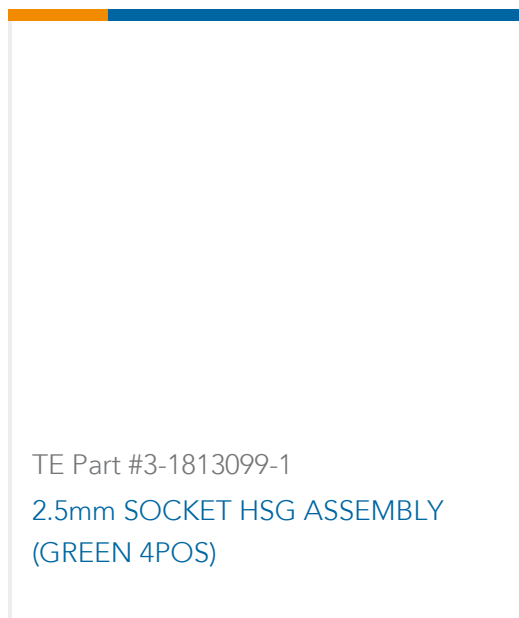 TE Part #3-1813099-1
2.5mm SOCKET HSG ASSEMBLY
(GREEN 4POS)